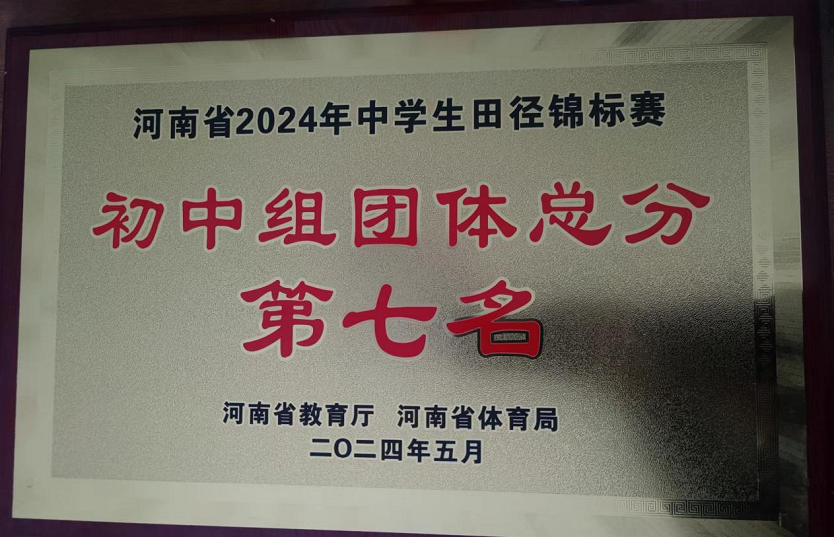 河南省2024年中学生田径锦标赛
初中组团体总分
第七名
河南省教育厅 河南省体育局
二〇二四年五月